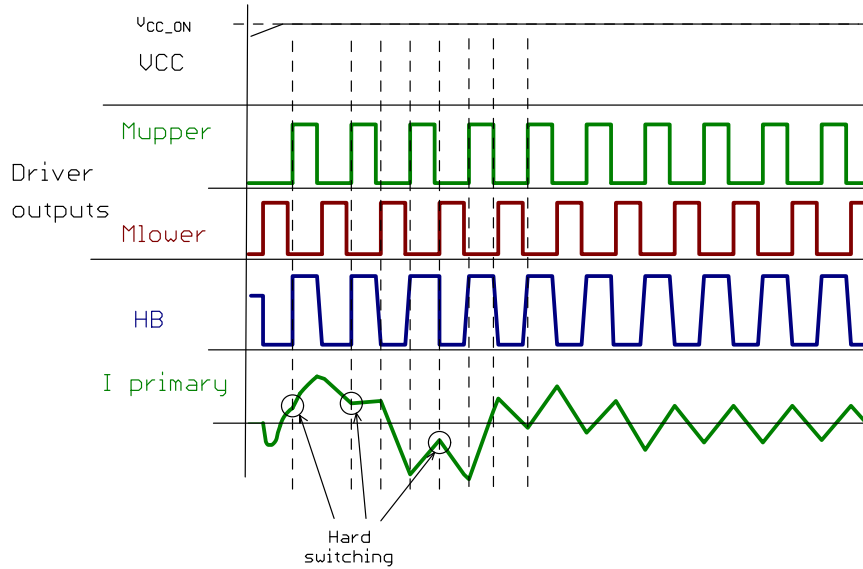 VCC_ON
VCC
Mupper
Driver
outputs
Mlower
HB
I primary
Hard
switching